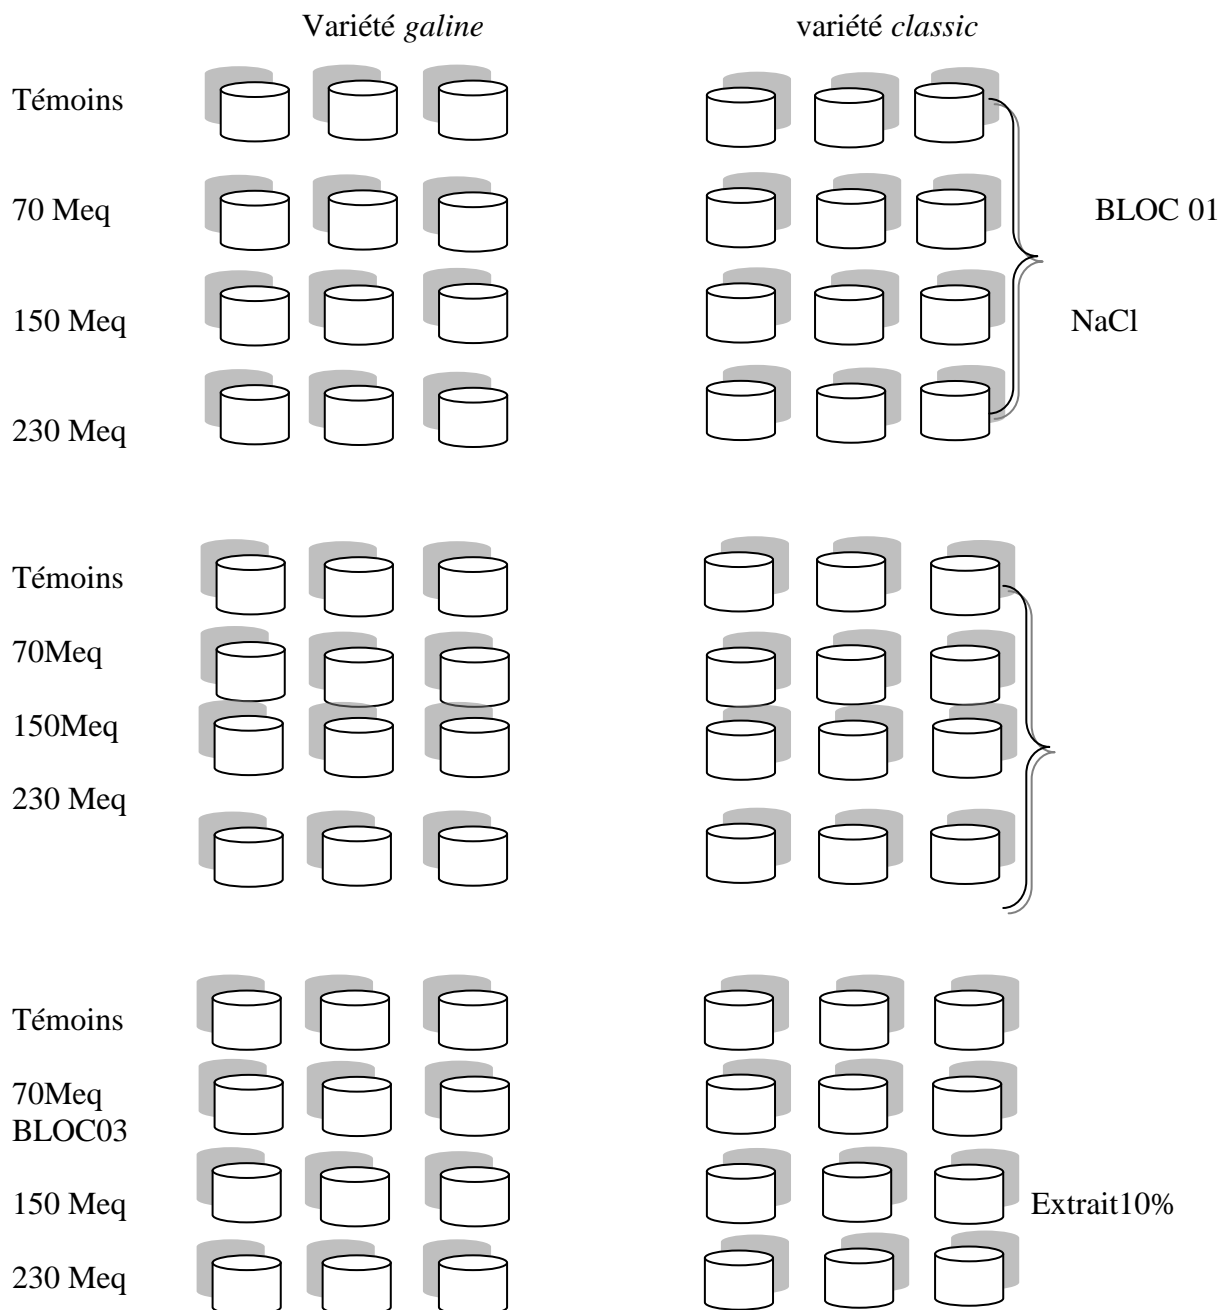 Variété galine variété classic
Témoins
70 Meq BLOC 01
150 Meq NaCl
230 Meq
Témoins
70Meq
150Meq
230 Meq
Témoins
70Meq
BLOC03
150 Meq Extrait10%
230 Meq